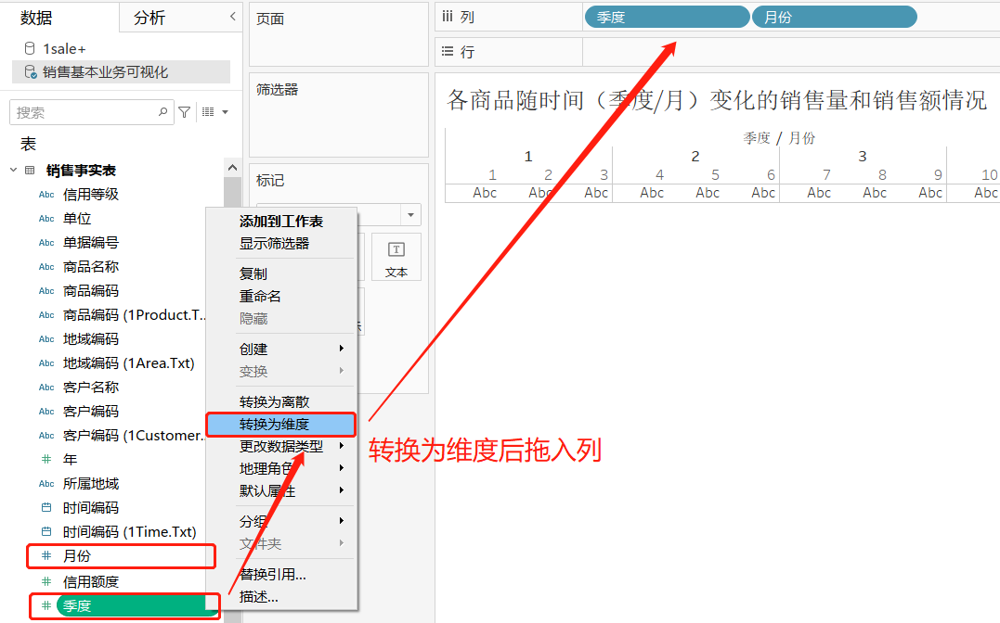 数据
分析
1sale+
销售基本业务可视化
搜索
表
销售事实表
Abc 信用等级
Abc 单位
Abc 单据编号
Abc 商品名称
Abc 商品编码
Abc 商品编码 (1Product.T..
Abc 地域编码
Abc 地域编码 (1Area.Txt)
Abc 客户名称
Abc 客户编码
Abc 客户编码 (1Customer..
# 年
Abc 所属地域
时间编码
时间编码 (1Time.Txt)
# 月份
# 信用额度
# 季度
页面
筛选器
标记
文本
添加到工作表
显示筛选器
复制
重命名
隐藏
创建
变换
转换为离散
转换为维度
更改数据类型
地理角色
默认属性
分组
文件夹
替换引用...
描述...
列
季度
月份
行
各商品随时间（季度/月）变化的销售量和销售额情况
季度 / 月份
1 2 3
1 2 3 4 5 6 7 8 9 10
Abc Abc Abc Abc Abc Abc Abc Abc Abc Abc
转换为维度后拖入列